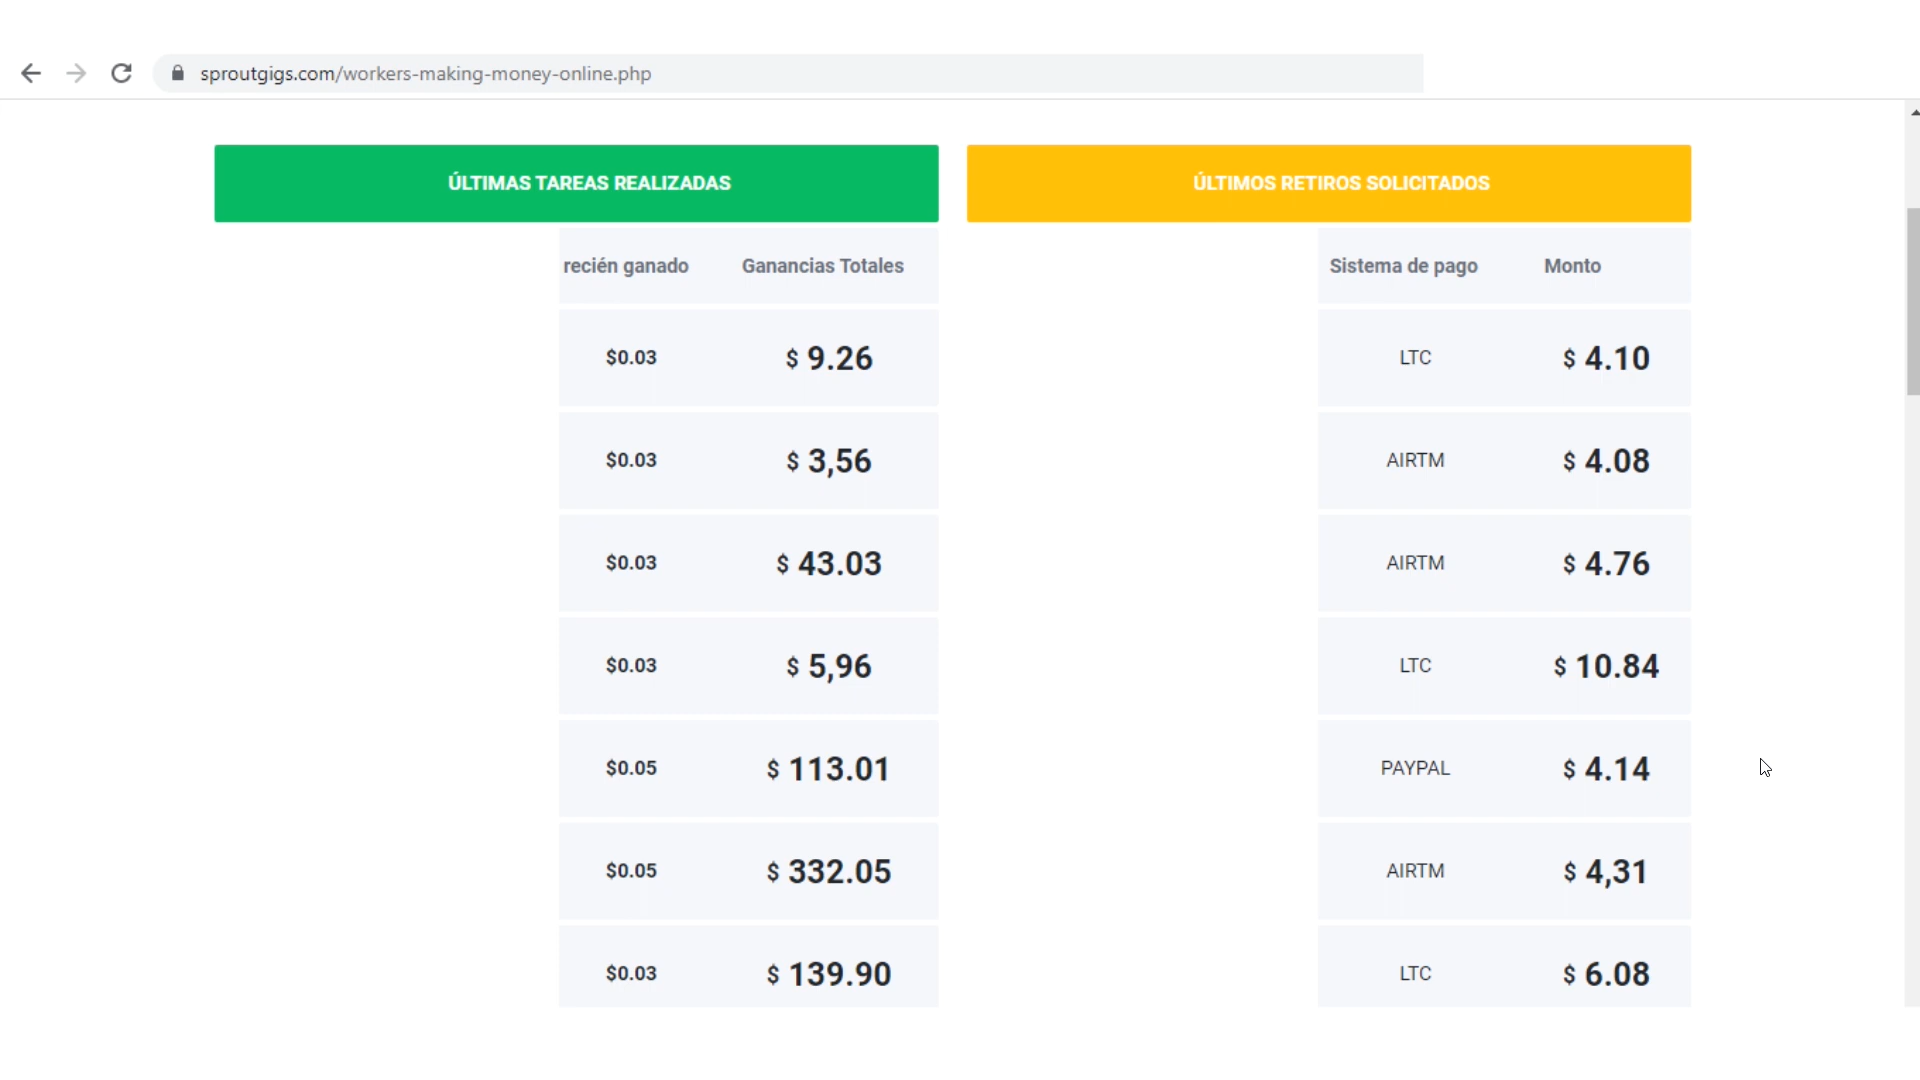 sproutgigs.com/workers-making-money-online.php
ÚLTIMAS TAREAS REALIZADAS
recién ganado Ganancias Totales
$0.03 $ 9.26
$0.03 $ 3,56
$0.03 $ 43.03
$0.03 $ 5,96
$0.05 $ 113.01
$0.05 $ 332.05
$0.03 $ 139.90
ÚLTIMOS RETIROS SOLICITADOS
Sistema de pago Monto
LTC $ 4.10
AIRTM $ 4.08
AIRTM $ 4.76
LTC $ 10.84
PAYPAL $ 4.14
AIRTM $ 4,31
LTC $ 6.08